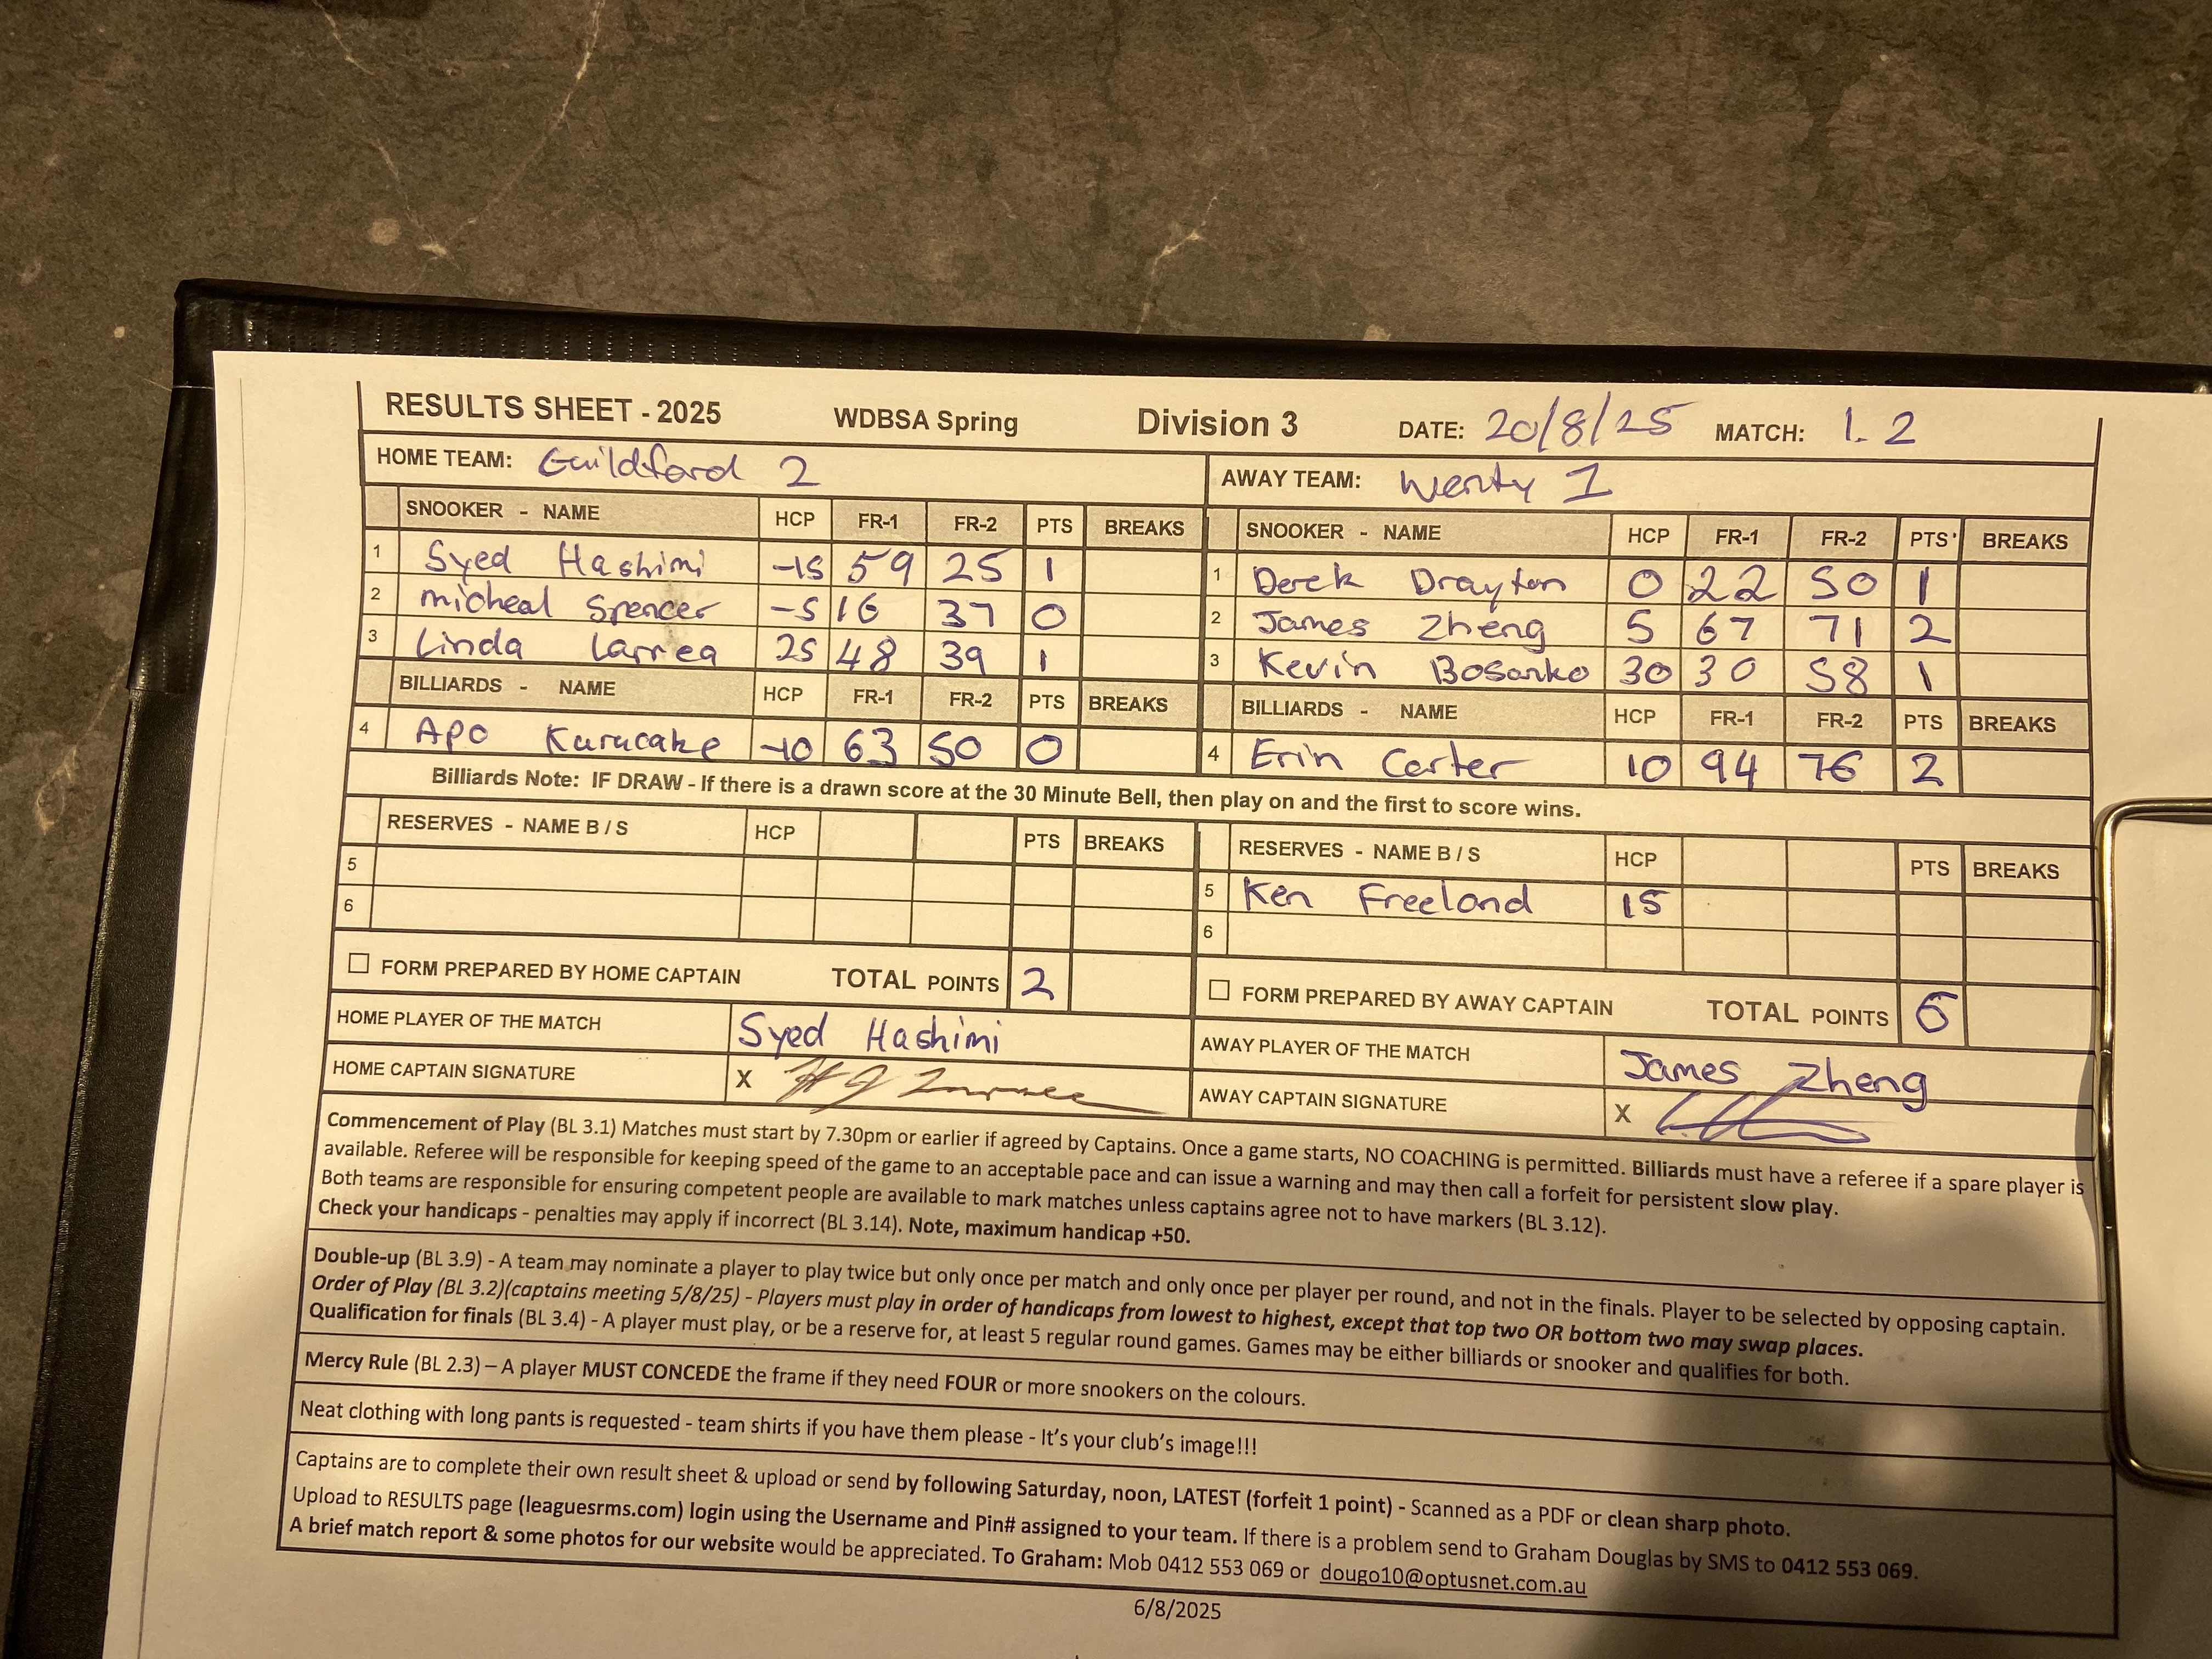 RESULTS SHEET - 2025 WDBSA Spring Division 3 DATE: 20/8/25 MATCH: 1.2
HOME TEAM: Guildford 2 AWAY TEAM: Wenty 1
SNOOKER - NAME HCP FR-1 FR-2 PTS BREAKS SNOOKER - NAME HCP FR-1 FR-2 PTS BREAKS
1 Syed Hashimi -15 59 25 1 1 Derek Drayton 0 22 50 1
2 micheal Spencer -5 16 37 0 2 James Zheng 5 67 71 2
3 Linda Larrea 25 48 39 1 3 Kevin Bosanko 30 30 58 1
BILLIARDS - NAME HCP FR-1 FR-2 PTS BREAKS BILLIARDS - NAME HCP FR-1 FR-2 PTS BREAKS
4 Apo Kurucake -10 63 50 0 4 Erin Carter 10 94 76 2
Billiards Note: IF DRAW - If there is a drawn score at the 30 Minute Bell, then play on and the first to score wins.
RESERVES - NAME B / S HCP PTS BREAKS RESERVES - NAME B / S HCP PTS BREAKS
5 5 Ken Freeland 15
6 6
FORM PREPARED BY HOME CAPTAIN TOTAL POINTS 2 FORM PREPARED BY AWAY CAPTAIN TOTAL POINTS 6
HOME PLAYER OF THE MATCH Syed Hashimi AWAY PLAYER OF THE MATCH James Zheng
HOME CAPTAIN SIGNATURE X AWAY CAPTAIN SIGNATURE X
Commencement of Play (BL 3.1) Matches must start by 7.30pm or earlier if agreed by Captains. Once a game starts, NO COACHING is permitted. Billiards must have a referee if a spare player is
available. Referee will be responsible for keeping speed of the game to an acceptable pace and can issue a warning and may then call a forfeit for persistent slow play.
Both teams are responsible for ensuring competent people are available to mark matches unless captains agree not to have markers (BL 3.12).
Check your handicaps - penalties may apply if incorrect (BL 3.14). Note, maximum handicap +50.
Double-up (BL 3.9) - A team may nominate a player to play twice but only once per match and only once per player per round, and not in the finals. Player to be selected by opposing captain.
Order of Play (BL 3.2)(captains meeting 5/8/25) - Players must play in order of handicaps from lowest to highest, except that top two OR bottom two may swap places.
Qualification for finals (BL 3.4) - A player must play, or be a reserve for, at least 5 regular round games. Games may be either billiards or snooker and qualifies for both.
Mercy Rule (BL 2.3) – A player MUST CONCEDE the frame if they need FOUR or more snookers on the colours.
Neat clothing with long pants is requested - team shirts if you have them please - It's your club's image!!!
Captains are to complete their own result sheet & upload or send by following Saturday, noon, LATEST (forfeit 1 point) - Scanned as a PDF or clean sharp photo.
Upload to RESULTS page (leaguesrms.com) login using the Username and Pin# assigned to your team. If there is a problem send to Graham Douglas by SMS to 0412 553 069.
A brief match report & some photos for our website would be appreciated. To Graham: Mob 0412 553 069 or dougo10@optusnet.com.au
6/8/2025